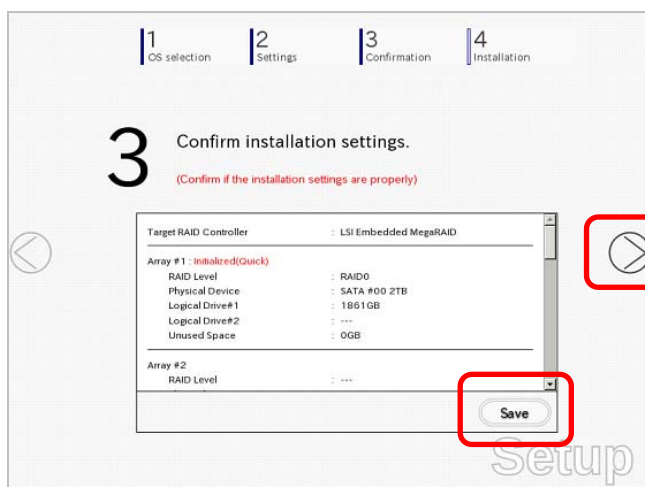 1 2 3 4
OS selection Settings Confirmation Installation
3 Confirm installation settings.
(Confirm if the installation settings are properly)
Target RAID Controller : LSI Embedded MegaRAID
Array #1 : Initialized(Quick)
RAID Level : RAID0
Physical Device : SATA #00 2TB
Logical Drive#1 : 1861GB
Logical Drive#2 : ---
Unused Space : 0GB
Array #2
RAID Level : ---
Save
Setup